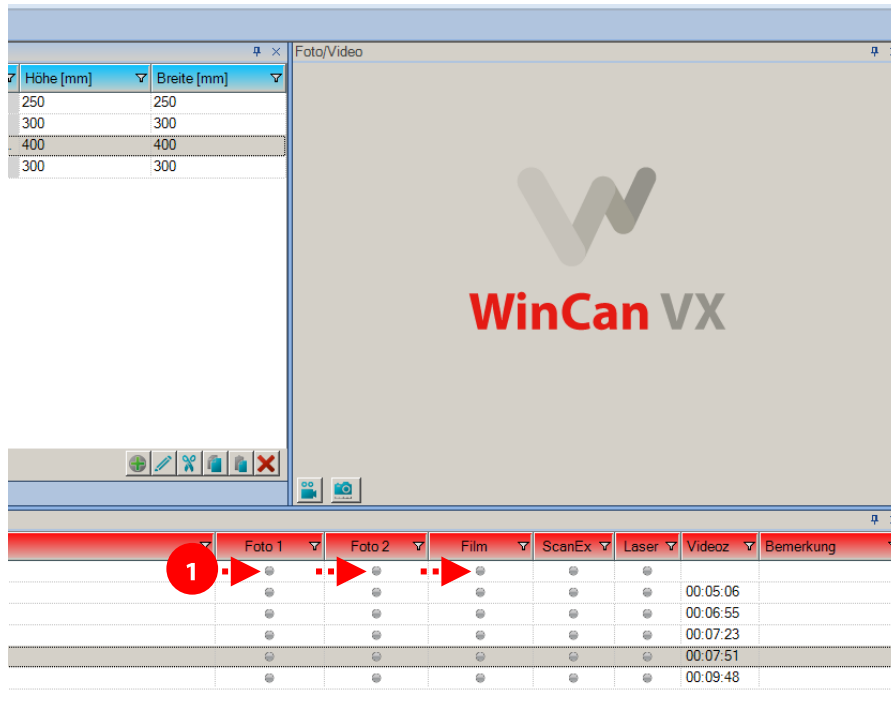 Foto/Video
Höhe [mm] Breite [mm]
250 250
300 300
400 400
300 300
WinCan VX
Foto 1 Foto 2 Film ScanEx Laser Videoz Bemerkung
1
00:05:06
00:06:55
00:07:23
00:07:51
00:09:48